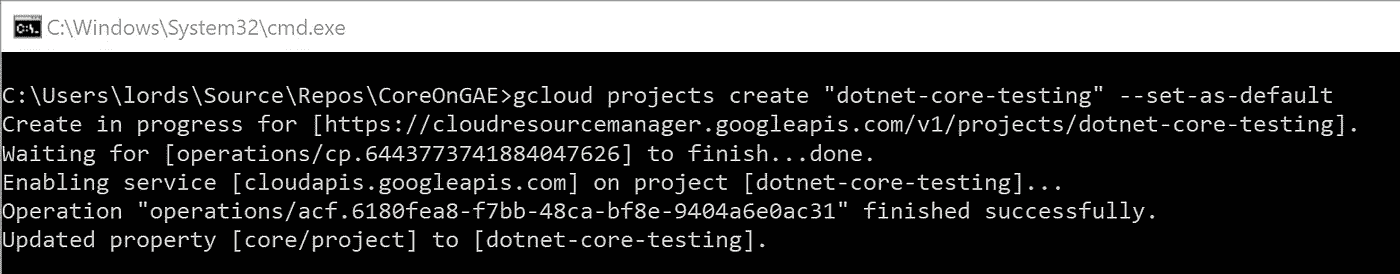 C:\Windows\System32\cmd.exe
C:\Users\lords\Source\Repos\CoreOnGAE>gcloud projects create "dotnet-core-testing" --set-as-default
Create in progress for [https://cloudresourcemanager.googleapis.com/v1/projects/dotnet-core-testing].
Waiting for [operations/cp.6443773741884047626] to finish...done.
Enabling service [cloudapis.googleapis.com] on project [dotnet-core-testing]...
Operation "operations/acf.6180fea8-f7bb-48ca-bf8e-9404a6e0ac31" finished successfully.
Updated property [core/project] to [dotnet-core-testing].